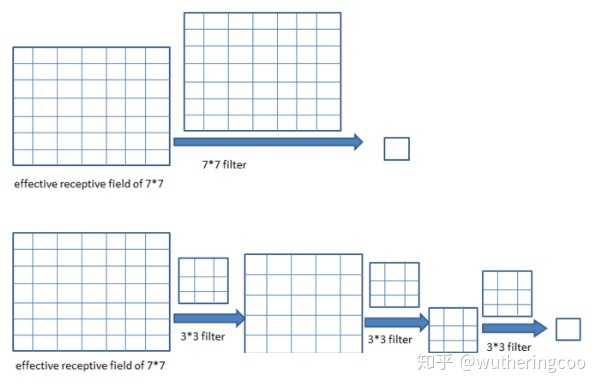 7*7 filter
effective receptive field of 7*7
3*3 filter
3*3 filter
3*3 filter
effective receptive field of 7*7
知乎 @wutheringcoo